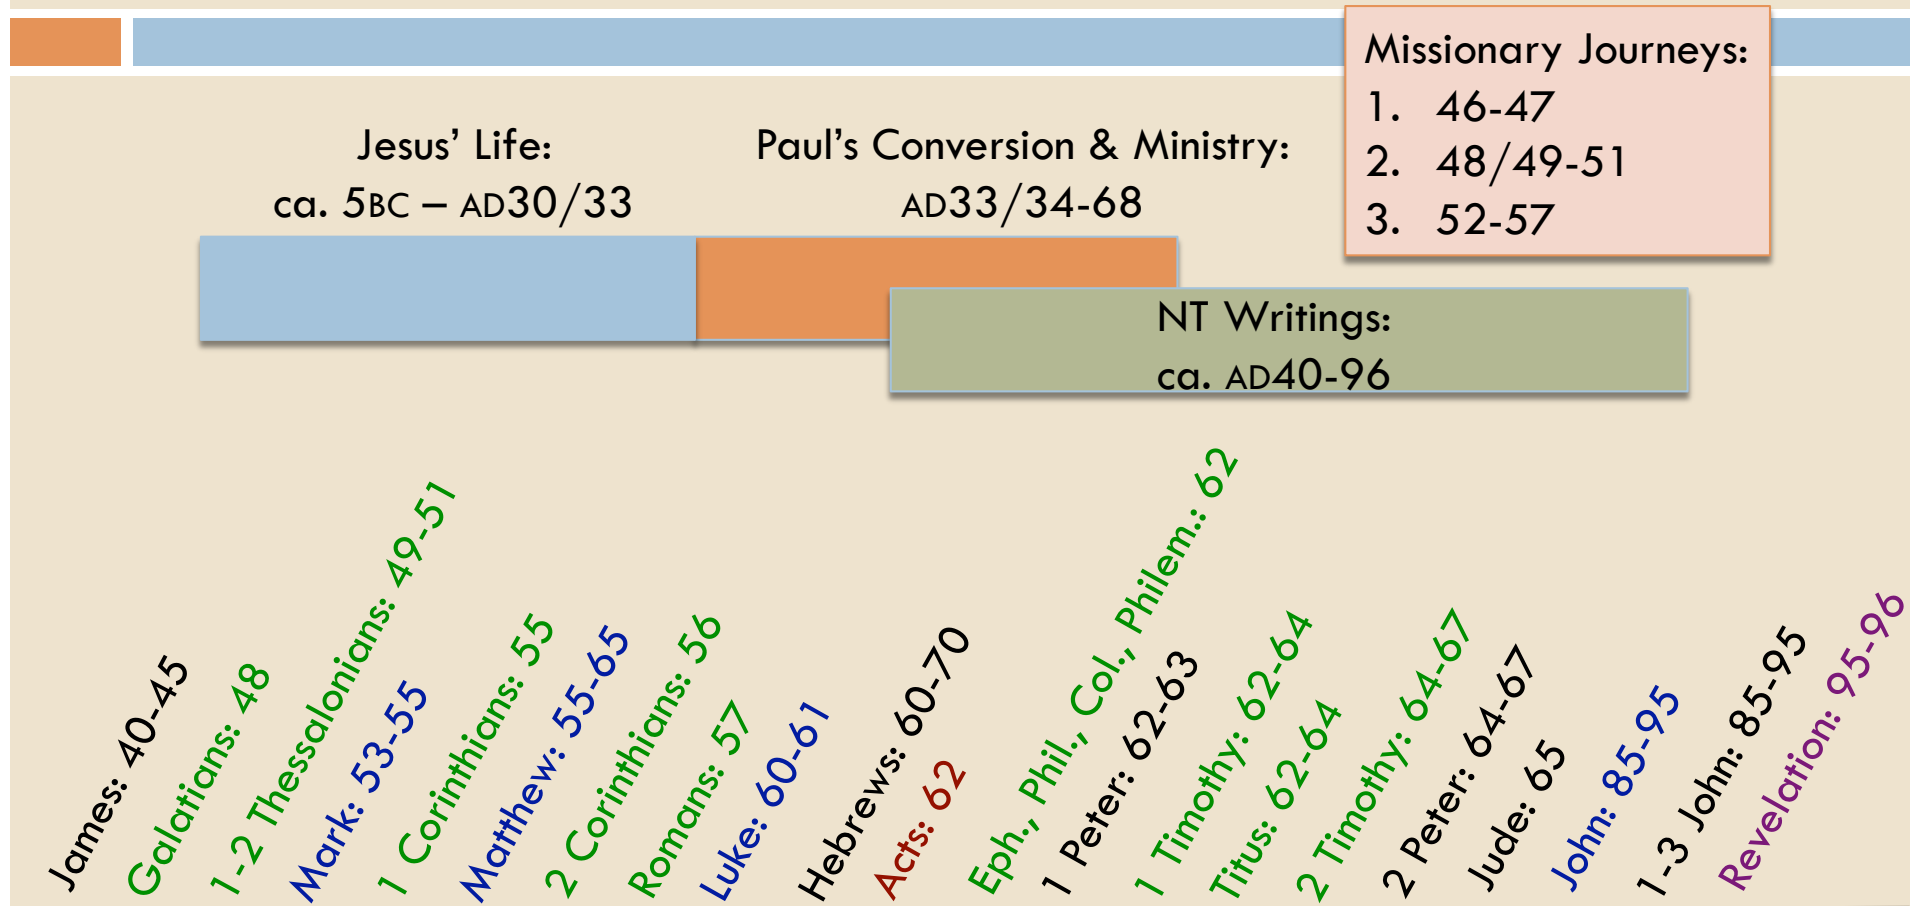 Missionary Journeys:
1. 46-47
2. 48/49-51
3. 52-57
Jesus’ Life:
ca. 5BC – AD30/33
Paul’s Conversion & Ministry:
AD33/34-68
NT Writings:
ca. AD40-96
James: 40-45
Galatians: 48
1-2 Thessalonians: 49-51
Mark: 53-55
1 Corinthians: 55
Matthew: 55-65
2 Corinthians: 56
Romans: 57
Luke: 60-61
Hebrews: 60-70
Acts: 62
Eph., Phil., Col., Philem.: 62
1 Peter: 62-63
1 Timothy: 62-64
Titus: 62-64
2 Timothy: 64-67
2 Peter: 64-67
Jude: 65
John: 85-95
1-3 John: 85-95
Revelation: 95-96